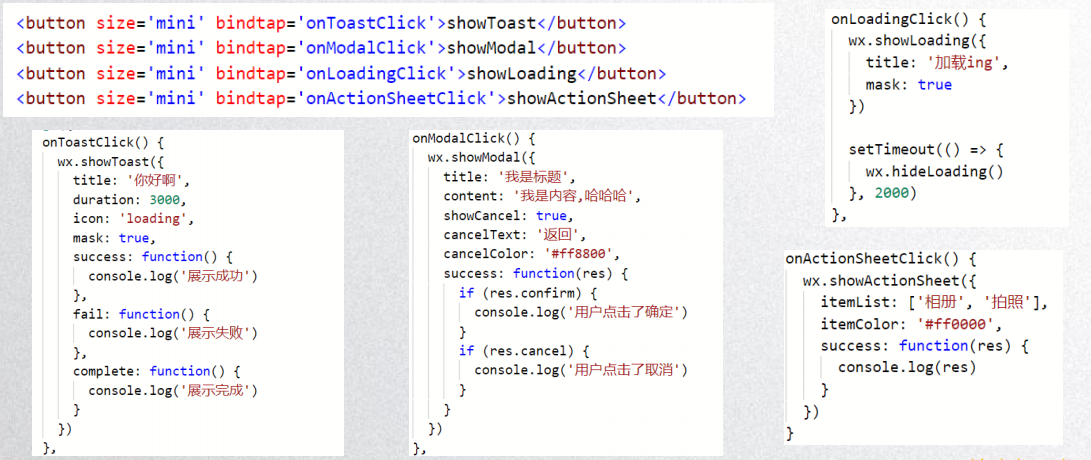 <button size='mini' bindtap='onToastClick'>showToast</button>
<button size='mini' bindtap='onModalClick'>showModal</button>
<button size='mini' bindtap='onLoadingClick'>showLoading</button>
<button size='mini' bindtap='onActionSheetClick'>showActionSheet</button>
onToastClick() {
  wx.showToast({
    title: '你好啊',
    duration: 3000,
    icon: 'loading',
    mask: true,
    success: function() {
      console.log('展示成功')
    },
    fail: function() {
      console.log('展示失败')
    },
    complete: function() {
      console.log('展示完成')
    }
  })
},
onModalClick() {
  wx.showModal({
    title: '我是标题',
    content: '我是内容,哈哈哈',
    showCancel: true,
    cancelText: '返回',
    cancelColor: '#ff8800',
    success: function(res) {
      if (res.confirm) {
        console.log('用户点击了确定')
      }
      if (res.cancel) {
        console.log('用户点击了取消')
      }
    }
  })
},
onLoadingClick() {
  wx.showLoading({
    title: '加载ing',
    mask: true
  })
  setTimeout(() => {
    wx.hideLoading()
  }, 2000)
},
onActionSheetClick() {
  wx.showActionSheet({
    itemList: ['相册', '拍照'],
    itemColor: '#ff0000',
    success: function(res) {
      console.log(res)
    }
  })
}